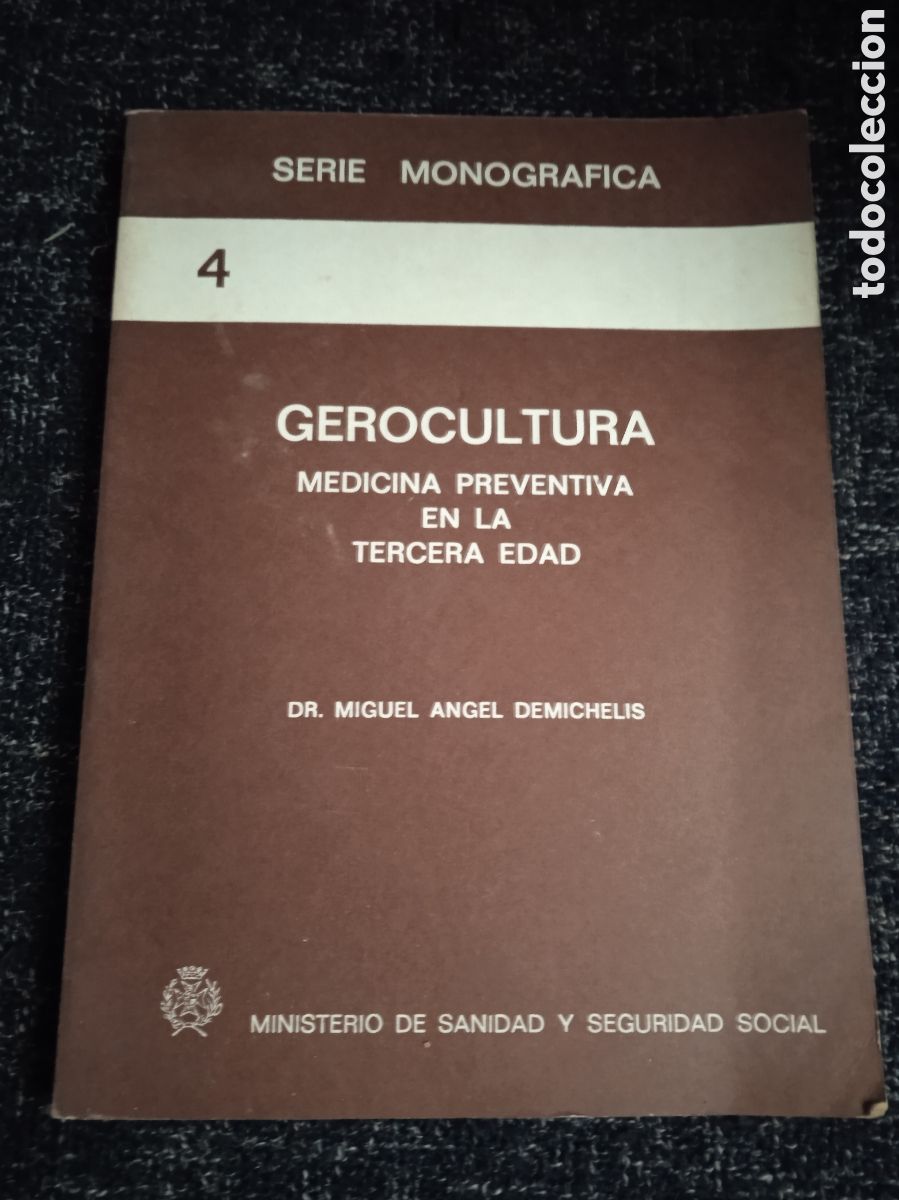 SERIE MONOGRAFICA
4
GEROCULTURA
MEDICINA PREVENTIVA
EN LA
TERCERA EDAD
DR. MIGUEL ANGEL DEMICHELIS
MINISTERIO DE SANIDAD Y SEGURIDAD SOCIAL
todocoleccion